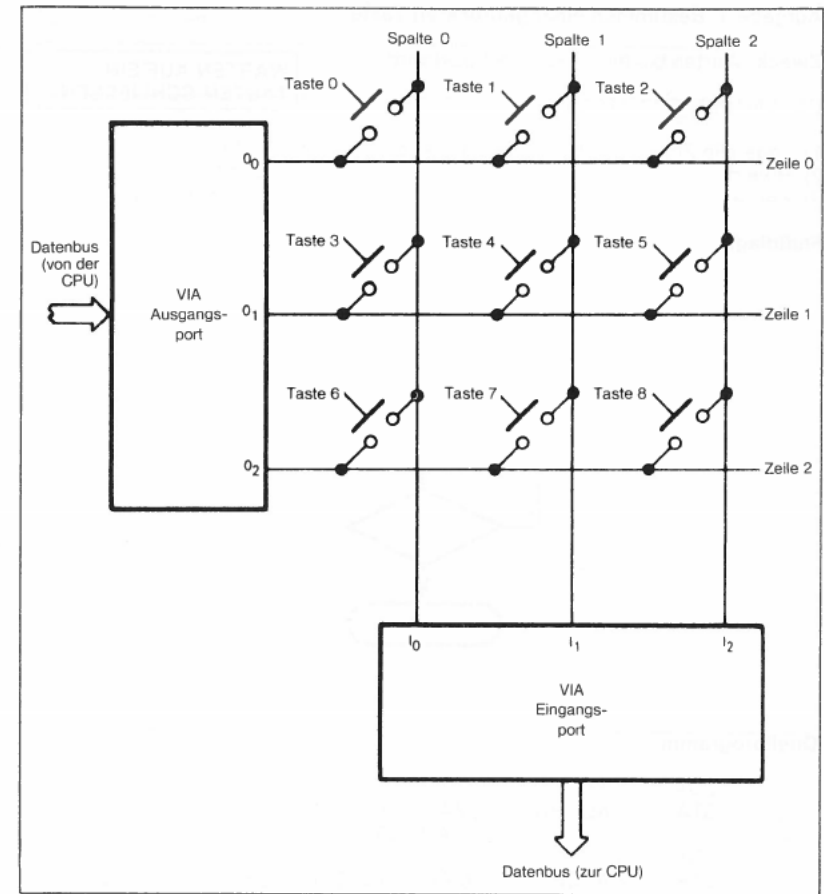 Spalte 0 Spalte 1 Spalte 2
Taste 0 Taste 1 Taste 2
O₀ Zeile 0
Taste 3 Taste 4 Taste 5
Datenbus
(von der
CPU)
VIA
Ausgangs-
port
O₁ Zeile 1
Taste 6 Taste 7 Taste 8
O₂ Zeile 2
I₀ I₁ I₂
VIA
Eingangs-
port
Datenbus (zur CPU)